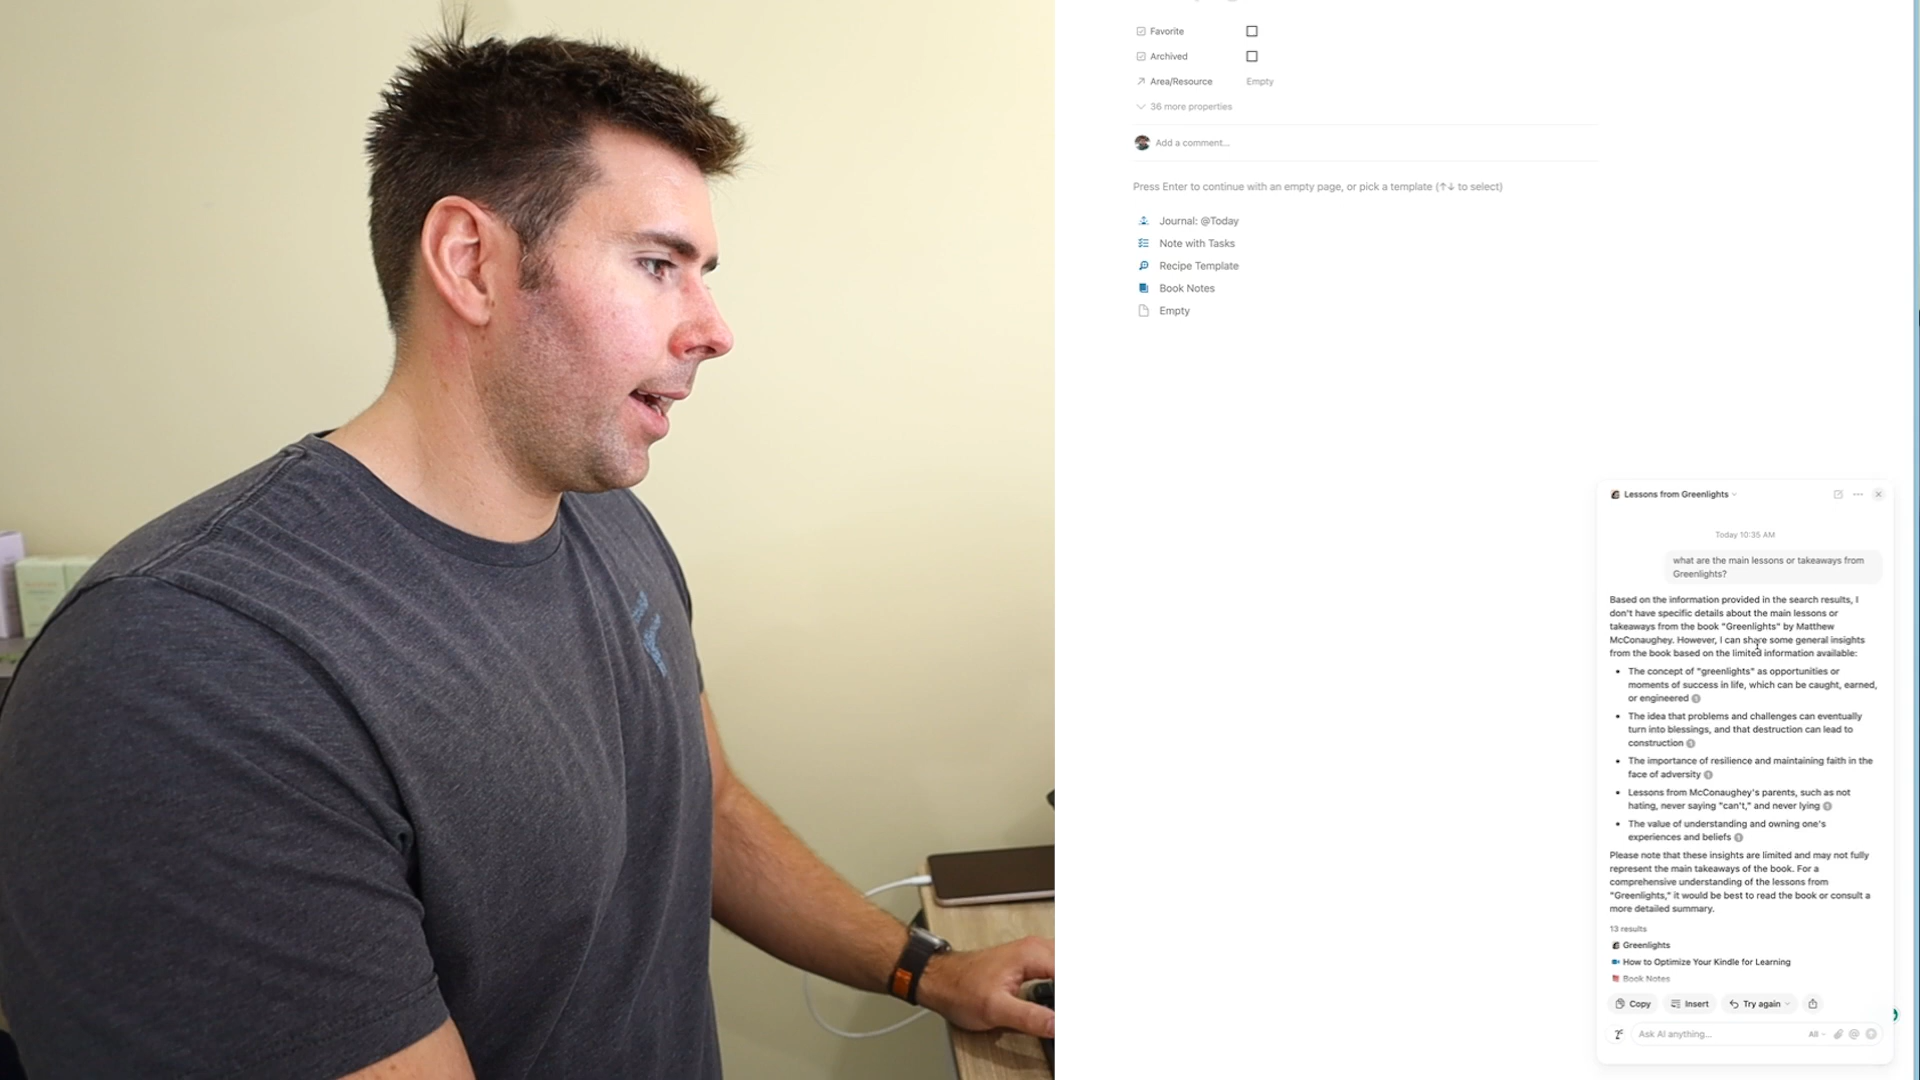 Favorite
Archived
Area/Resource Empty
36 more properties
Add a comment...
Press Enter to continue with an empty page, or pick a template (↑↓ to select)
Journal: @Today
Note with Tasks
Recipe Template
Book Notes
Empty
Lessons from Greenlights
Today 10:35 AM
what are the main lessons or takeaways from
Greenlights?
Based on the information provided in the search results, I
don't have specific details about the main lessons or
takeaways from the book "Greenlights" by Matthew
McConaughey. However, I can share some general insights
from the book based on the limited information available:
• The concept of "greenlights" as opportunities or
moments of success in life, which can be caught, earned,
or engineered 1
• The idea that problems and challenges can eventually
turn into blessings, and that destruction can lead to
construction 1
• The importance of resilience and maintaining faith in the
face of adversity 1
• Lessons from McConaughey's parents, such as not
hating, never saying "can't," and never lying 1
• The value of understanding and owning one's
experiences and beliefs 1
Please note that these insights are limited and may not fully
represent the main takeaways of the book. For a
comprehensive understanding of the lessons from
"Greenlights," it would be best to read the book or consult a
more detailed summary.
13 results
Greenlights
How to Optimize Your Kindle for Learning
Book Notes
Copy Insert Try again
Ask AI anything... All